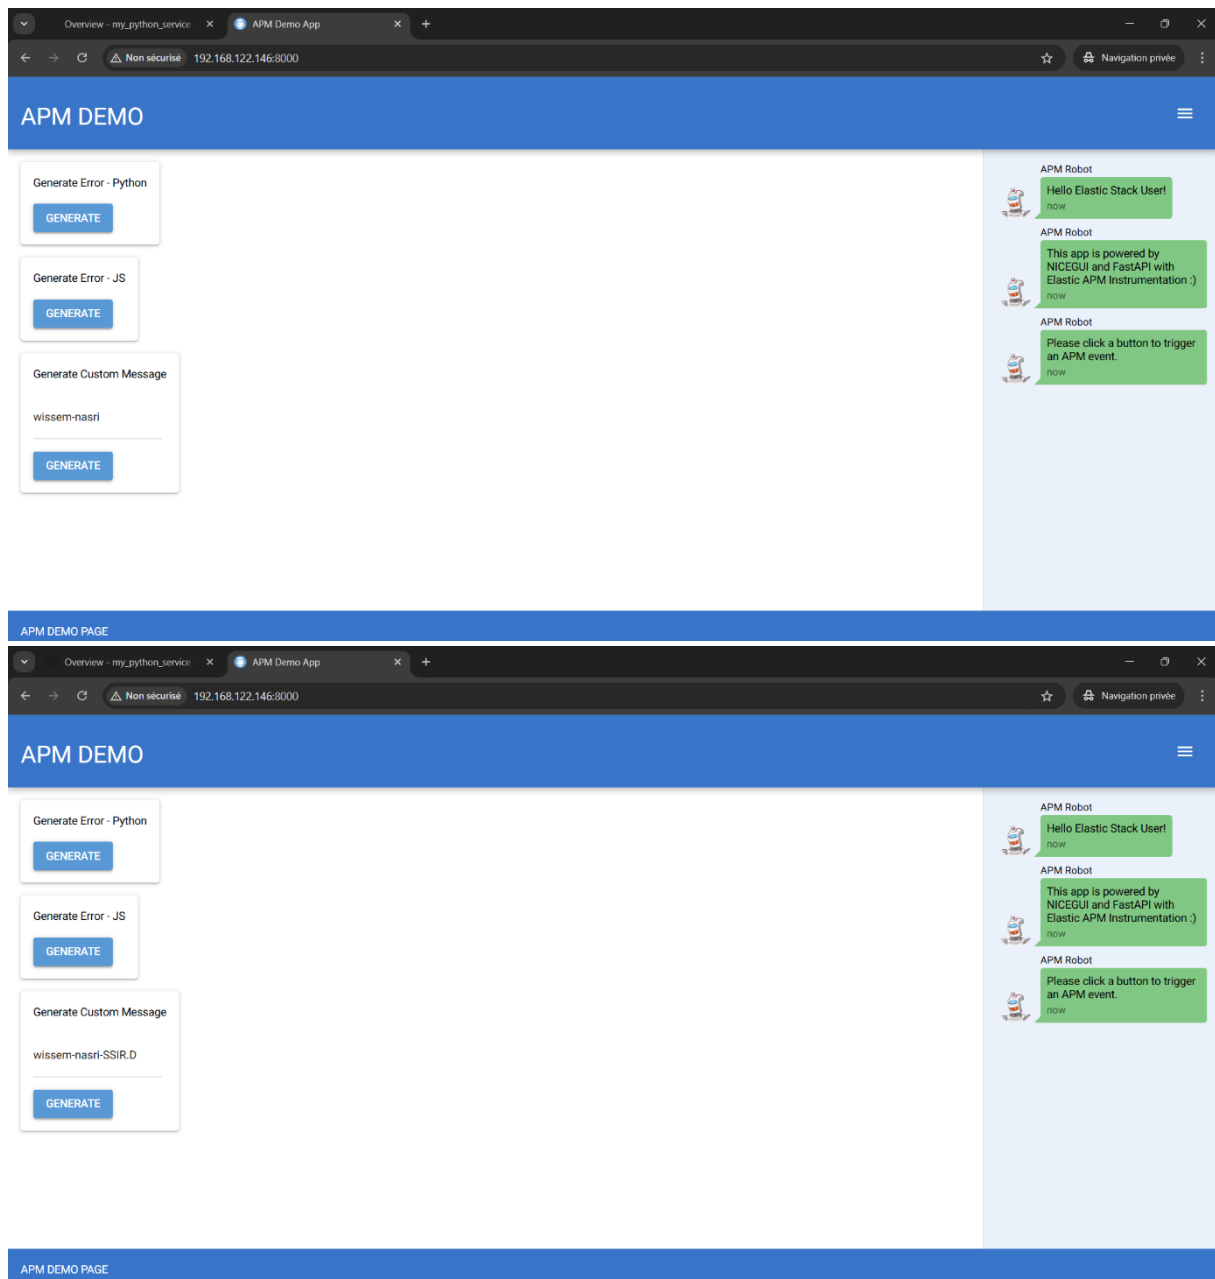 Overview - my_python_service
APM Demo App
Non sécurisé
192.168.122.146:8000
Navigation privée
APM DEMO
Generate Error - Python
GENERATE
Generate Error - JS
GENERATE
Generate Custom Message
wissem-nasri
GENERATE
APM Robot
Hello Elastic Stack User!
now
APM Robot
This app is powered by
NICEGUI and FastAPI with
Elastic APM Instrumentation :)
now
APM Robot
Please click a button to trigger
an APM event.
now
APM DEMO PAGE
Overview - my_python_service
APM Demo App
Non sécurisé
192.168.122.146:8000
Navigation privée
APM DEMO
Generate Error - Python
GENERATE
Generate Error - JS
GENERATE
Generate Custom Message
wissem-nasri-SSIR.D
GENERATE
APM Robot
Hello Elastic Stack User!
now
APM Robot
This app is powered by
NICEGUI and FastAPI with
Elastic APM Instrumentation :)
now
APM Robot
Please click a button to trigger
an APM event.
now
APM DEMO PAGE